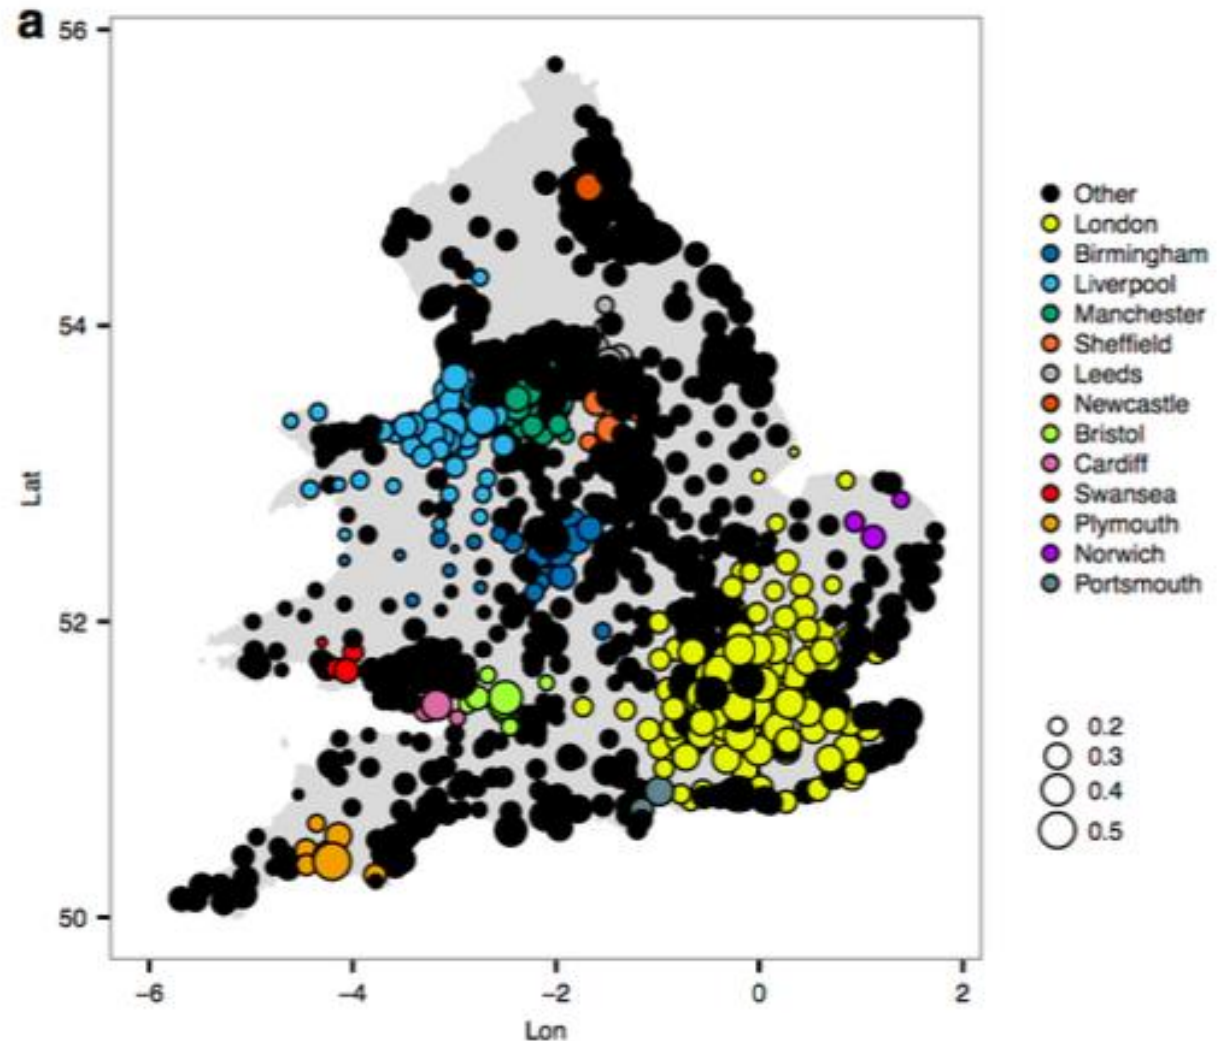 a
56
54
52
50
Lat
−6 −4 −2 0 2
Lon
Other
London
Birmingham
Liverpool
Manchester
Sheffield
Leeds
Newcastle
Bristol
Cardiff
Swansea
Plymouth
Norwich
Portsmouth
0.2
0.3
0.4
0.5